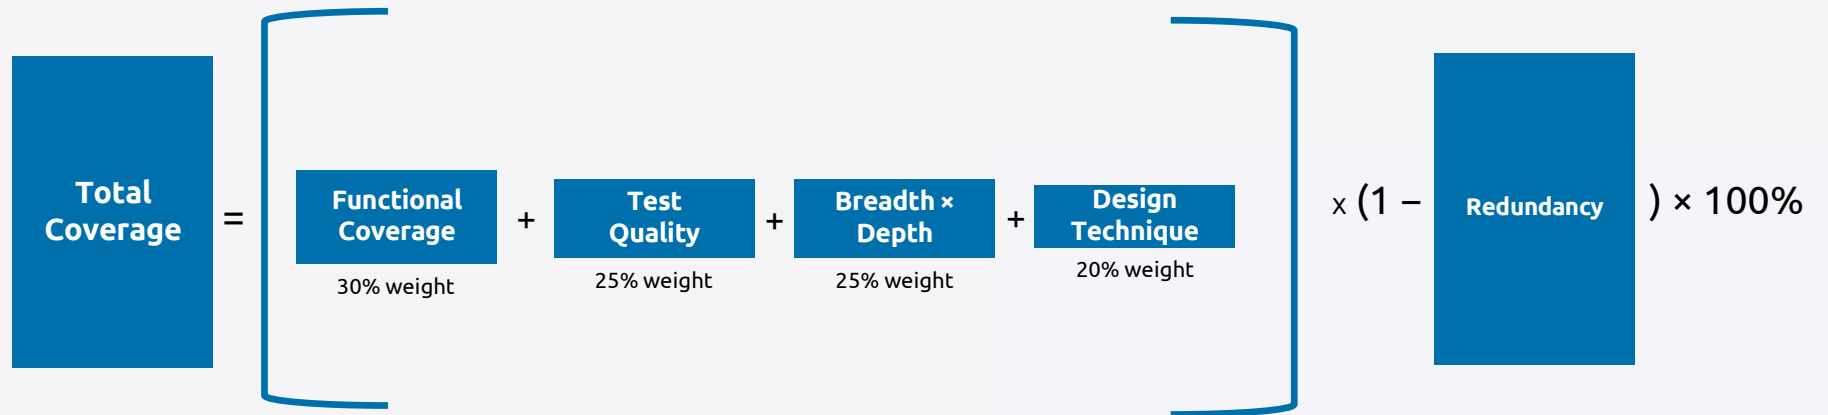 Total
Coverage
=
Functional
Coverage
30% weight
+
Test
Quality
25% weight
+
Breadth ×
Depth
25% weight
+
Design
Technique
20% weight
x (1 –
Redundancy
) × 100%